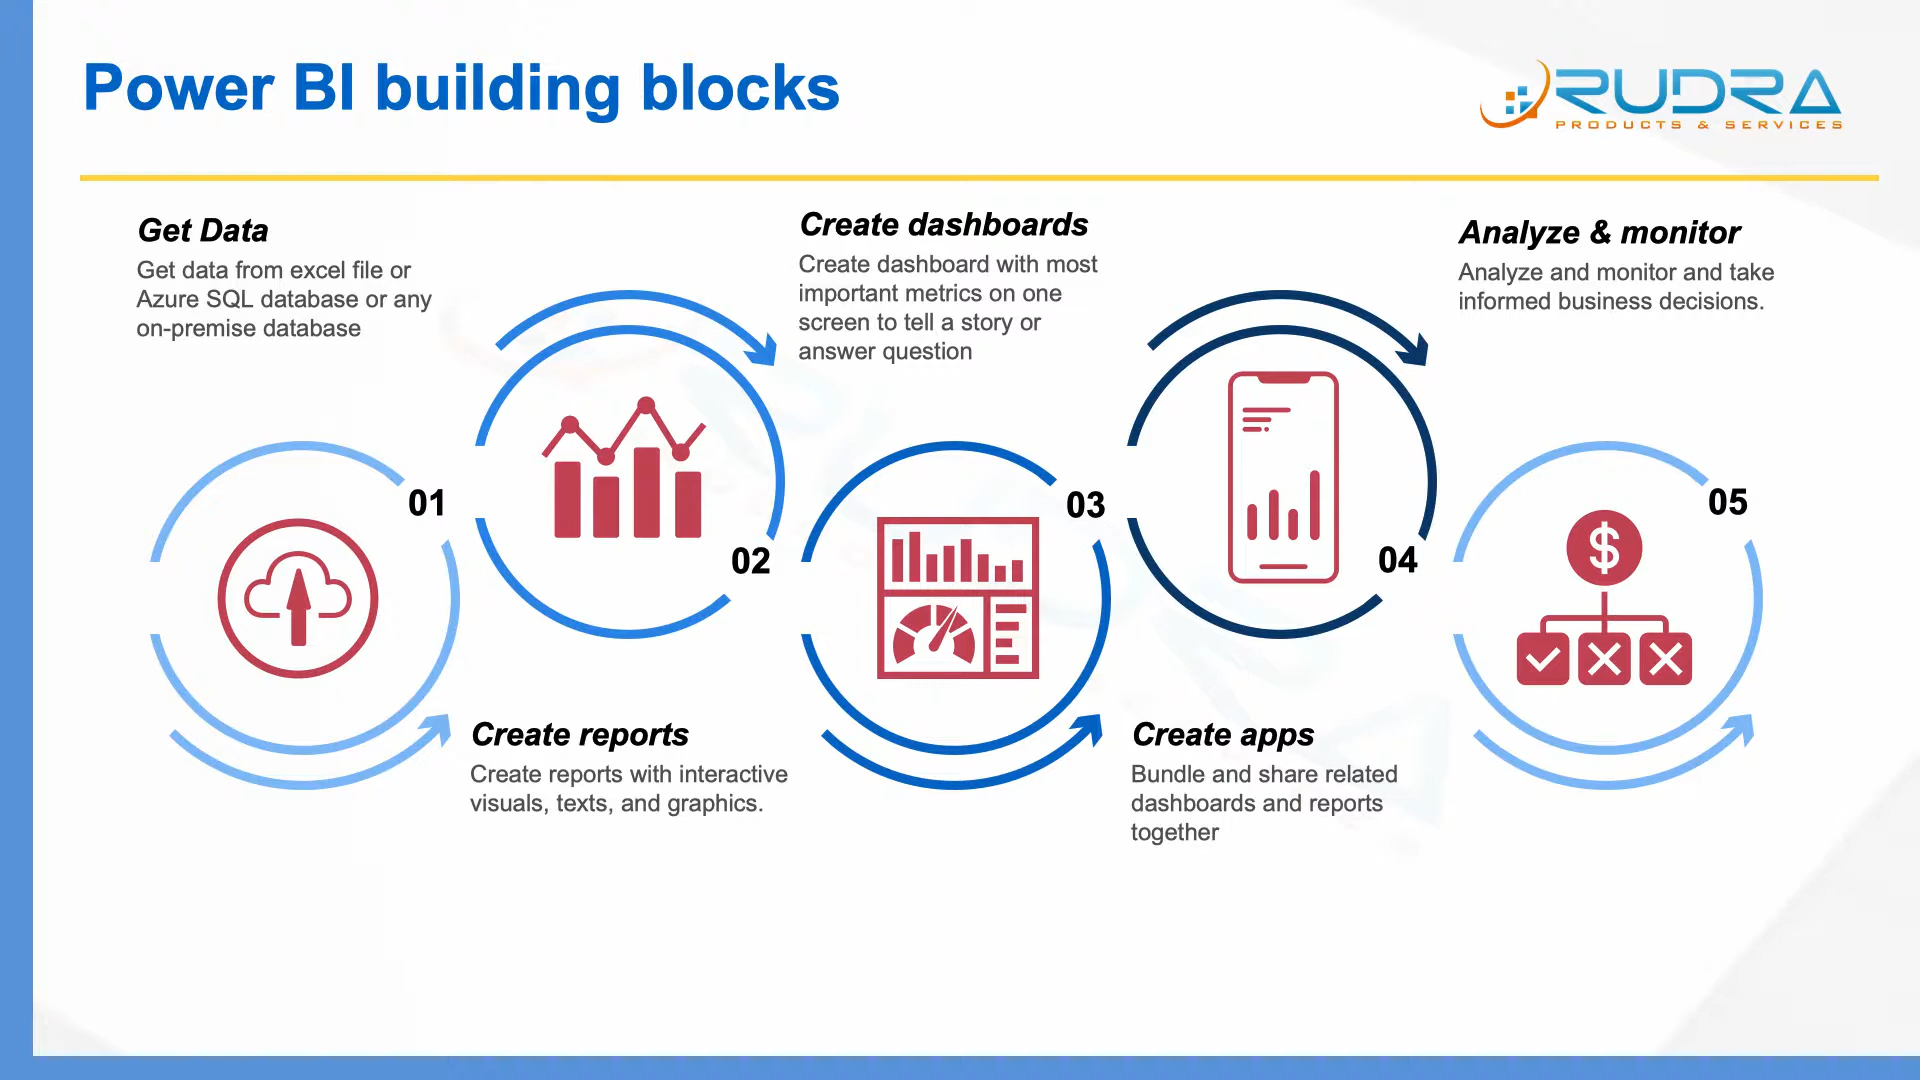 Power BI building blocks
RUDRA
PRODUCTS & SERVICES
Get Data
Get data from excel file or
Azure SQL database or any
on-premise database
01
Create reports
Create reports with interactive
visuals, texts, and graphics.
02
Create dashboards
Create dashboard with most
important metrics on one
screen to tell a story or
answer question
03
Create apps
Bundle and share related
dashboards and reports
together
04
Analyze & monitor
Analyze and monitor and take
informed business decisions.
05
$